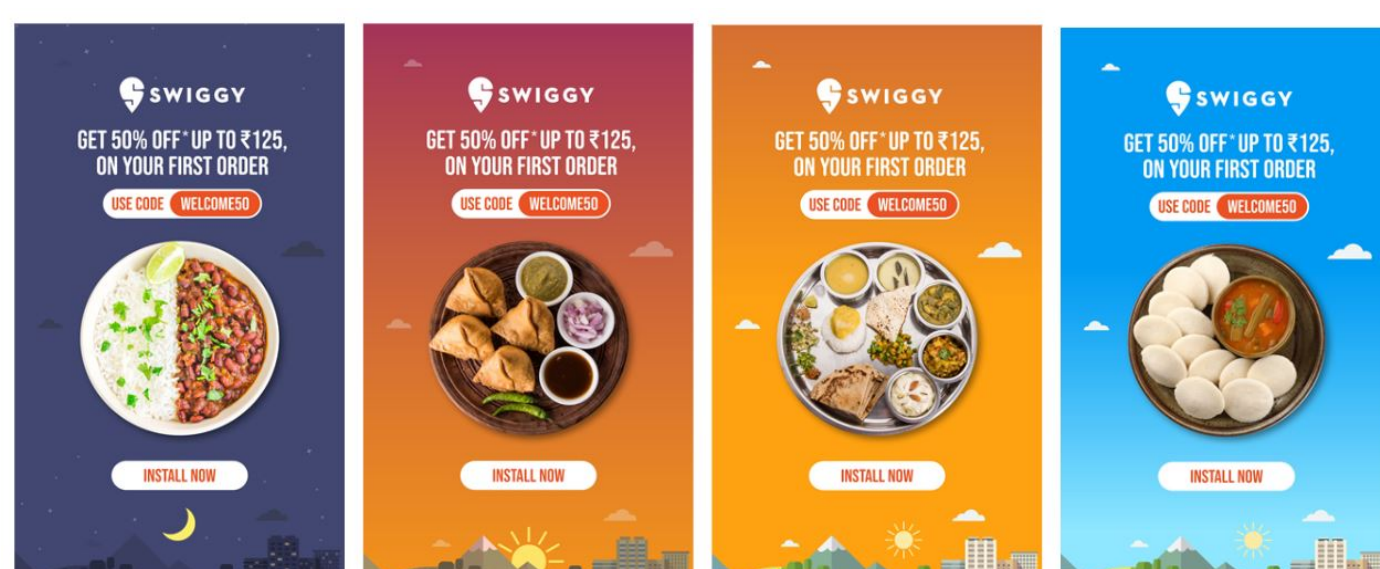 SWIGGY
GET 50% OFF* UP TO ₹125,
ON YOUR FIRST ORDER
USE CODE WELCOME50
INSTALL NOW
SWIGGY
GET 50% OFF* UP TO ₹125,
ON YOUR FIRST ORDER
USE CODE WELCOME50
INSTALL NOW
SWIGGY
GET 50% OFF* UP TO ₹125,
ON YOUR FIRST ORDER
USE CODE WELCOME50
INSTALL NOW
SWIGGY
GET 50% OFF* UP TO ₹125,
ON YOUR FIRST ORDER
USE CODE WELCOME50
INSTALL NOW